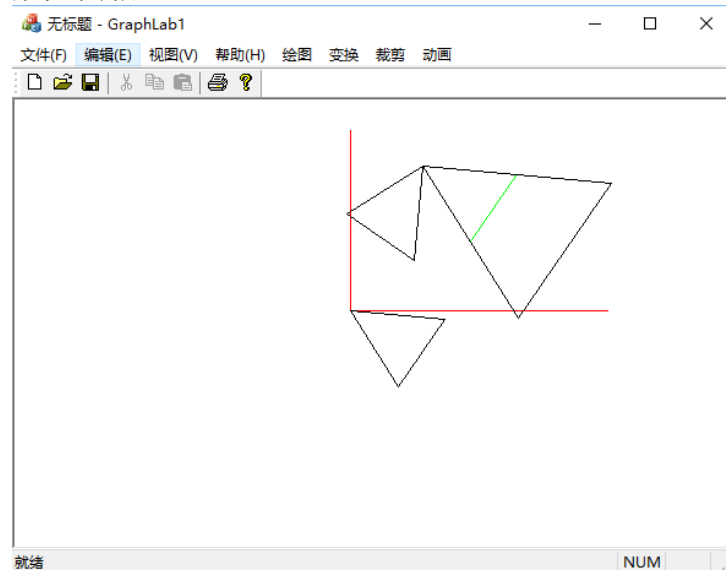 无标题 - GraphLab1
文件(F) 编辑(E) 视图(V) 帮助(H) 绘图 变换 裁剪 动画
就绪 NUM